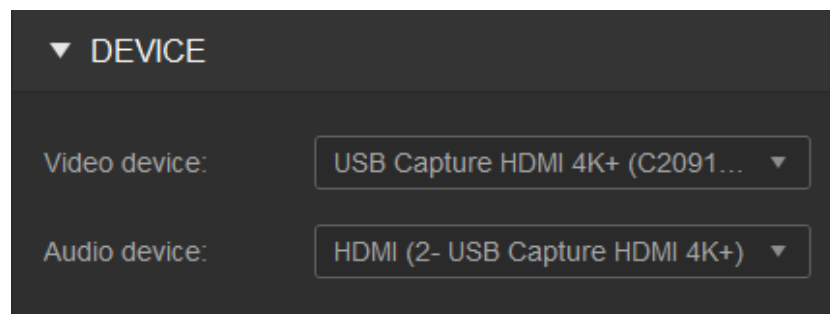 DEVICE
Video device: USB Capture HDMI 4K+ (C2091...
Audio device: HDMI (2- USB Capture HDMI 4K+)